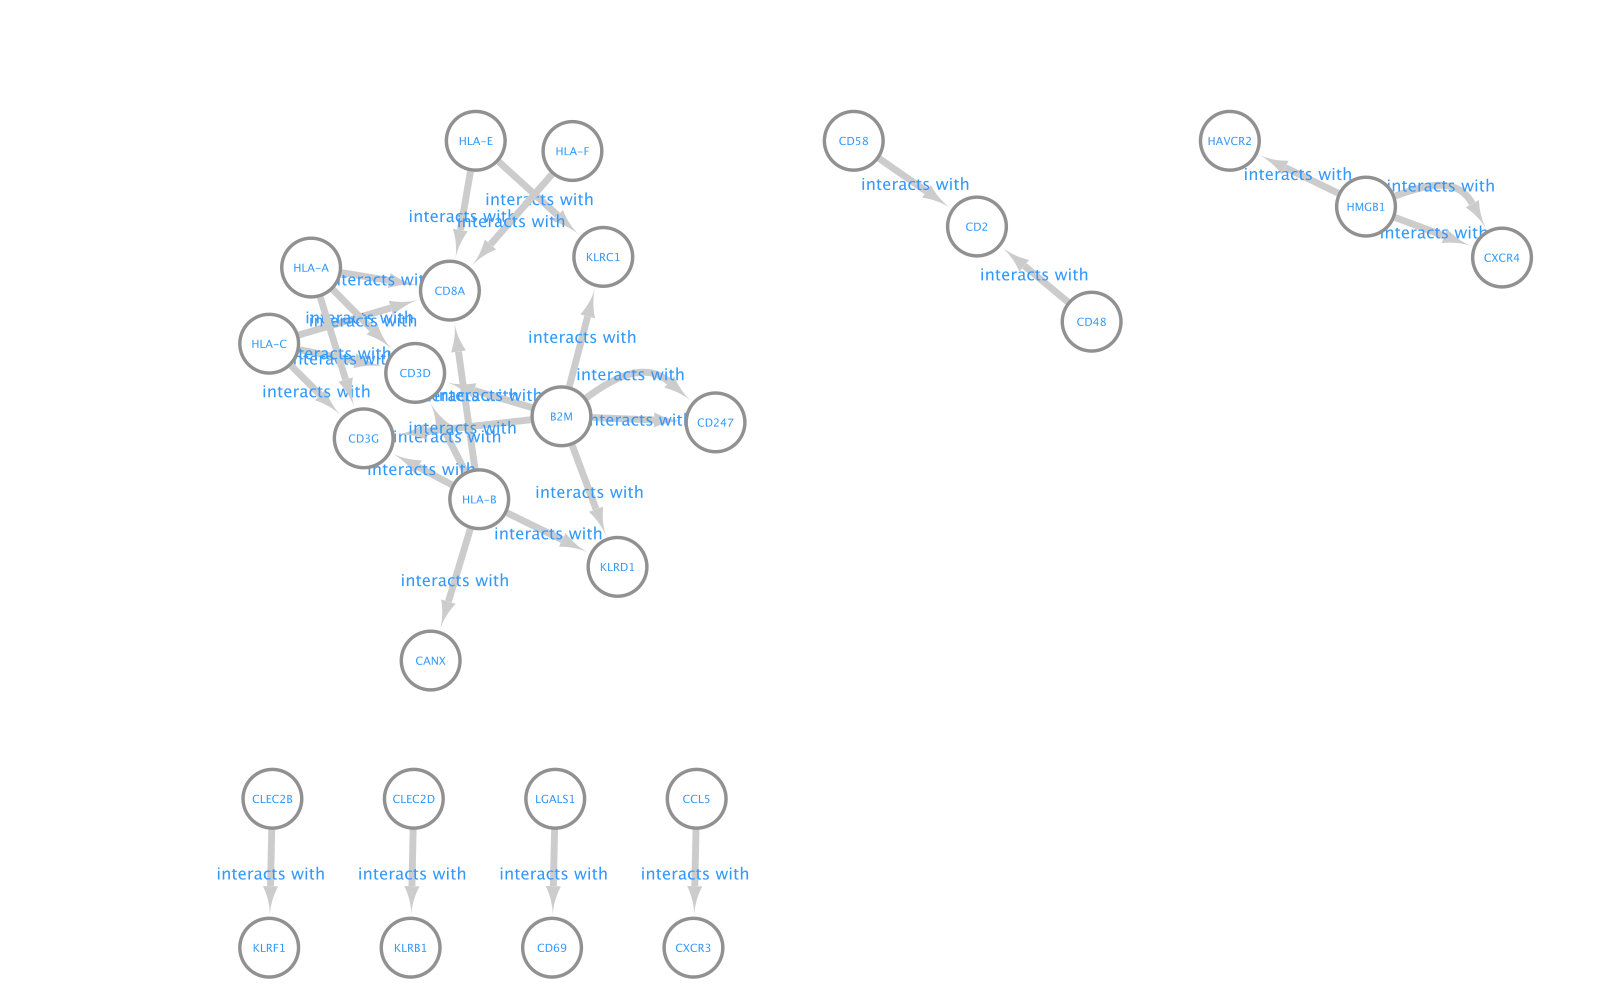 HLA-E
HLA-F
CD58
HAVCR2
interacts with
interacts with
interacts with
interacts with
HMGB1
interacts with
interacts with
CD2
interacts with
CXCR4
KLRC1
HLA-A
interacts with
CD8A
interacts with
interacts with
interacts with
CD48
HLA-C
interacts with
interacts with
interacts with
CD3D
interacts with
interacts with
interacts with
interacts with
B2M
interacts with
CD247
interacts with
interacts with
CD3G
interacts with
HLA-B
interacts with
interacts with
KLRD1
interacts with
CANX
CLEC2B
CLEC2D
LGALS1
CCL5
interacts with
interacts with
interacts with
interacts with
KLRF1
KLRB1
CD69
CXCR3